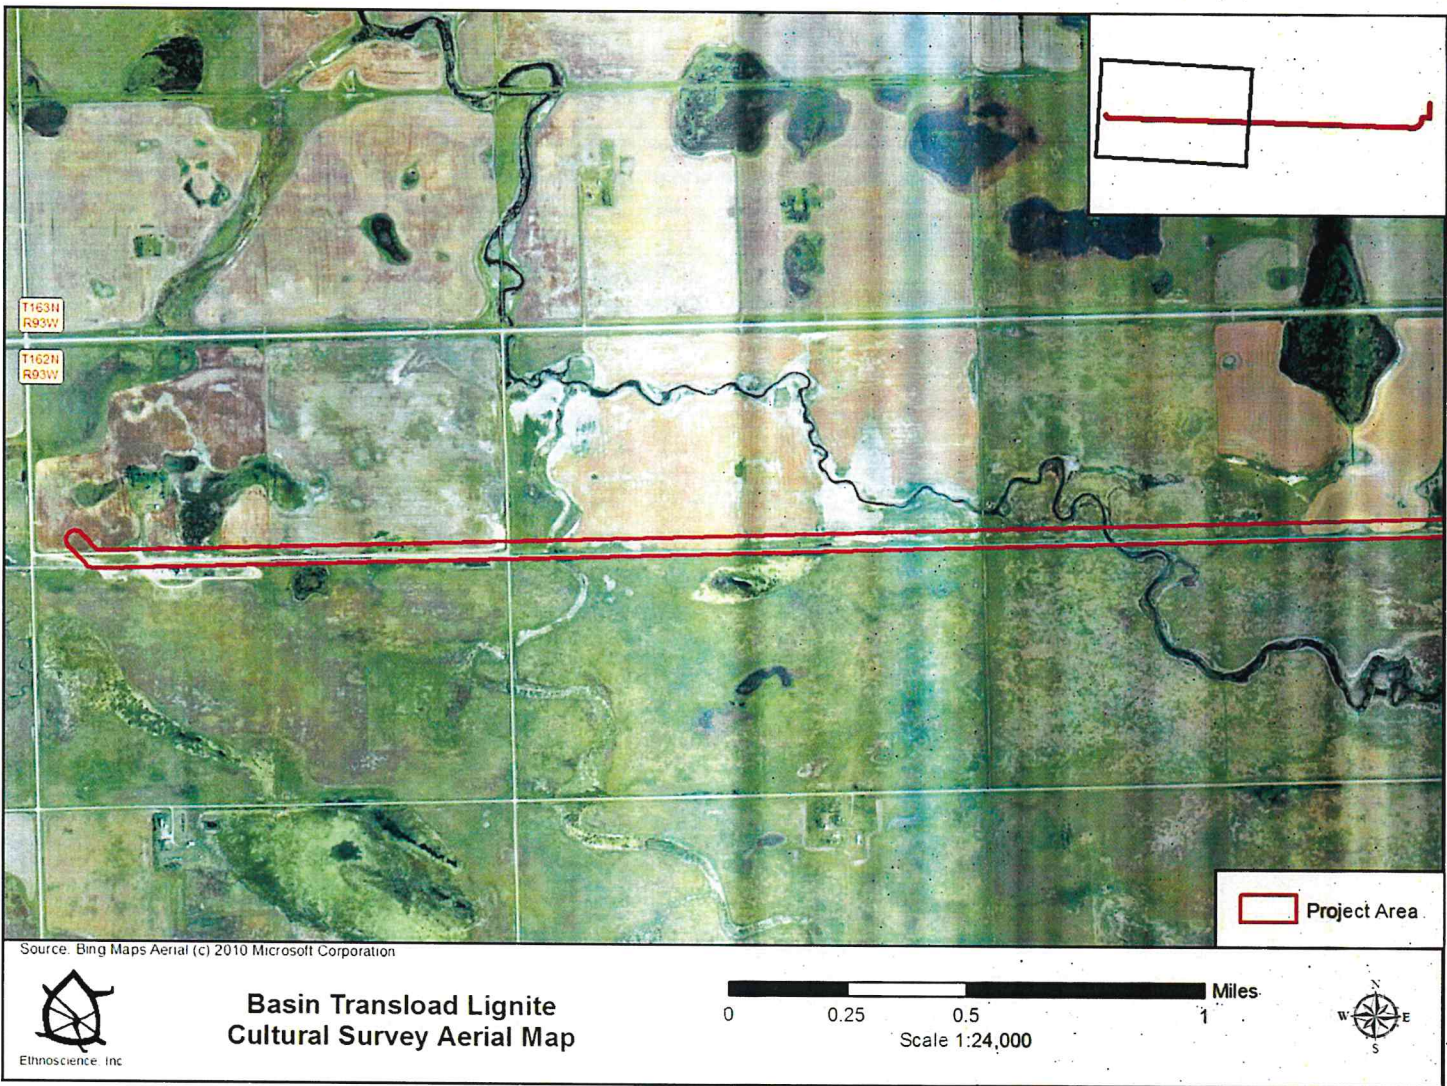 T163N
R93W
T162N
R93W
Project Area
Source: Bing Maps Aerial (c) 2010 Microsoft Corporation
Ethnoscience, Inc
Basin Transload Lignite
Cultural Survey Aerial Map
Miles
0 0.25 0.5 1
Scale 1:24,000
N
W E
S